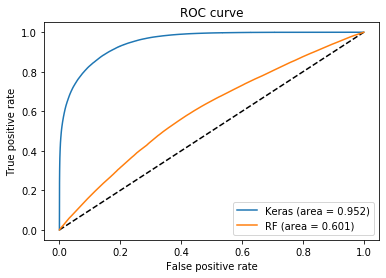 ROC curve
True positive rate
1.0
0.8
0.6
0.4
0.2
0.0
Keras (area = 0.952)
RF (area = 0.601)
0.0 0.2 0.4 0.6 0.8 1.0
False positive rate